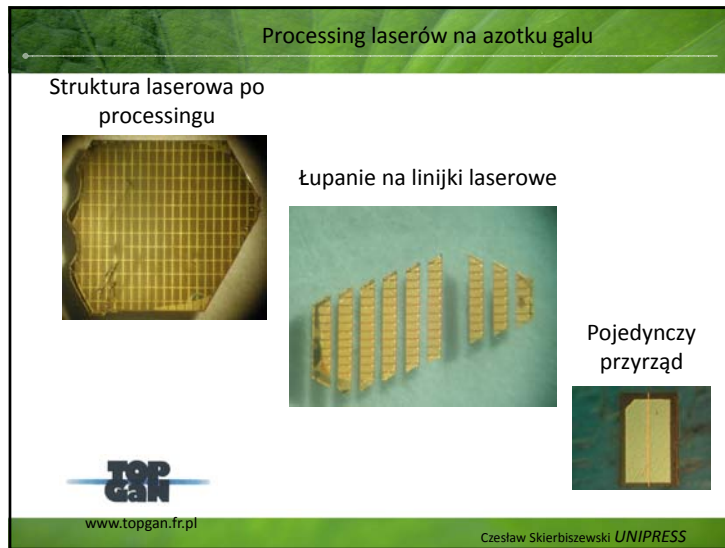 Processing laserów na azotku galu
Struktura laserowa po
processingu
Łupanie na linijki laserowe
Pojedynczy
przyrząd
TOP
GaN
www.topgan.fr.pl
Czesław Skierbiszewski UNIPRESS